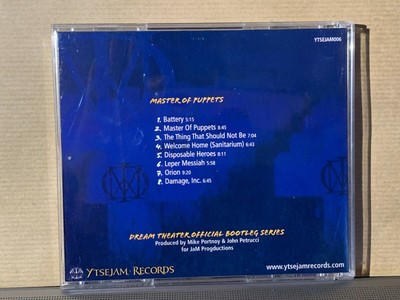 YTSEJAM006
MASTER OF PUPPETS
1. Battery 5:15
2. Master Of Puppets 8:45
3. The Thing That Should Not Be 7:04
4. Welcome Home (Sanitarium) 6:43
5. Disposable Heroes 8:11
6. Leper Messiah 5:58
7. Orion 9:20
8. Damage, Inc. 6:45
DREAM THEATER OFFICIAL BOOTLEG SERIES
Produced by Mike Portnoy & John Petrucci
for JaM Progductions
YTSEJAM · RECORDS
www.ytsejamrecords.com